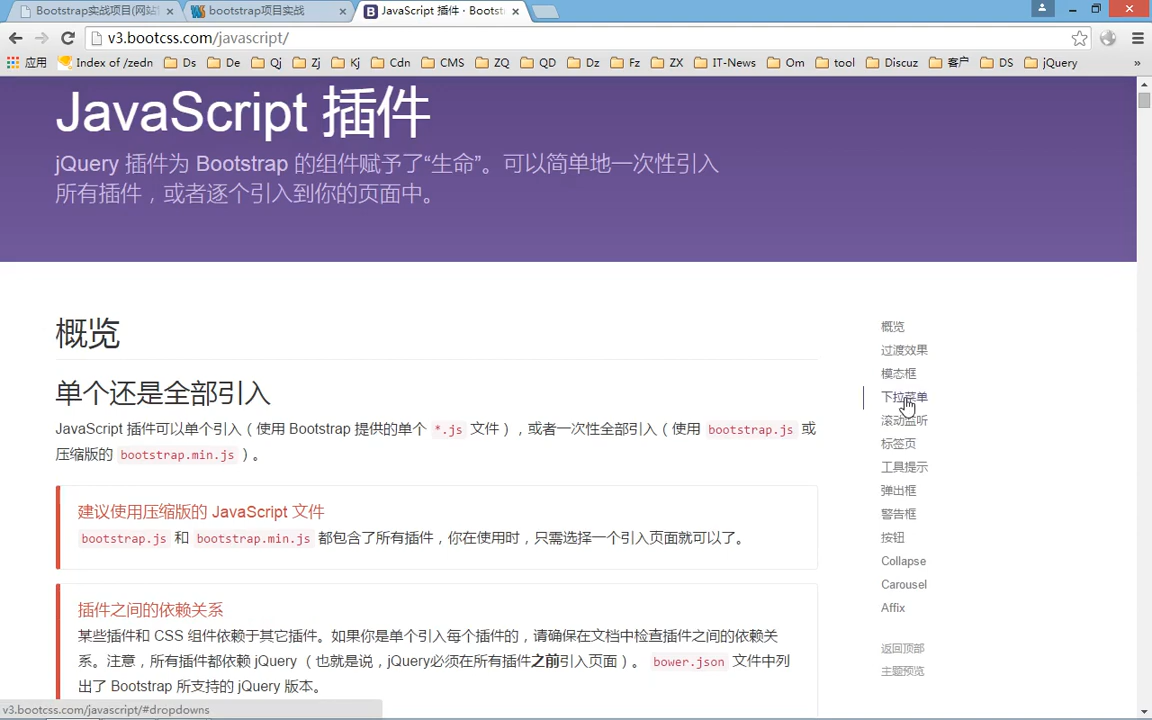 Bootstrap实战项目(网站
bootstrap项目实战
JavaScript 插件 · Bootst
v3.bootcss.com/javascript/
应用 Index of /zedn Ds De Qj Zj Kj Cdn CMS ZQ QD Dz Fz ZX IT-News Om tool Discuz 客户 DS jQuery »
JavaScript 插件
jQuery 插件为 Bootstrap 的组件赋予了“生命”。可以简单地一次性引入
所有插件，或者逐个引入到你的页面中。
概览
单个还是全部引入
JavaScript 插件可以单个引入（使用 Bootstrap 提供的单个 *.js 文件），或者一次性全部引入（使用 bootstrap.js 或
压缩版的 bootstrap.min.js ）。
建议使用压缩版的 JavaScript 文件
bootstrap.js 和 bootstrap.min.js 都包含了所有插件，你在使用时，只需选择一个引入页面就可以了。
插件之间的依赖关系
某些插件和 CSS 组件依赖于其它插件。如果你是单个引入每个插件的，请确保在文档中检查插件之间的依赖关
系。注意，所有插件都依赖 jQuery （也就是说，jQuery必须在所有插件之前引入页面）。 bower.json 文件中列
出了 Bootstrap 所支持的 jQuery 版本。
概览
过渡效果
模态框
下拉菜单
滚动监听
标签页
工具提示
弹出框
警告框
按钮
Collapse
Carousel
Affix
返回顶部
主题预览
v3.bootcss.com/javascript/#dropdowns